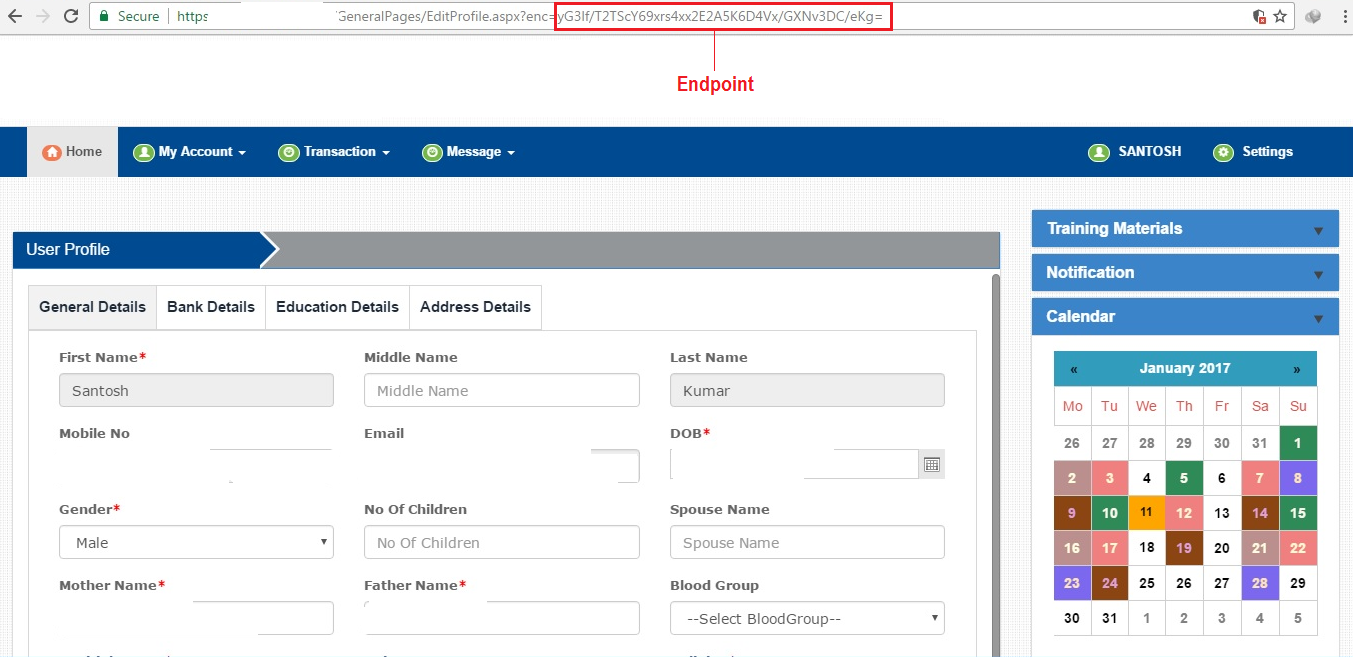 Secure https /GeneralPages/EditProfile.aspx?enc=yG3lf/T2TScY69xrs4xx2E2A5K6D4Vx/GXNv3DC/eKg=
Endpoint
Home My Account Transaction Message SANTOSH Settings
User Profile
General Details Bank Details Education Details Address Details
First Name* Middle Name Last Name
Santosh Middle Name Kumar
Mobile No Email DOB*
Gender* No Of Children Spouse Name
Male No Of Children Spouse Name
Mother Name* Father Name* Blood Group
--Select BloodGroup--
Training Materials
Notification
Calendar
« January 2017 »
Mo Tu We Th Fr Sa Su
26 27 28 29 30 31 1
2 3 4 5 6 7 8
9 10 11 12 13 14 15
16 17 18 19 20 21 22
23 24 25 26 27 28 29
30 31 1 2 3 4 5